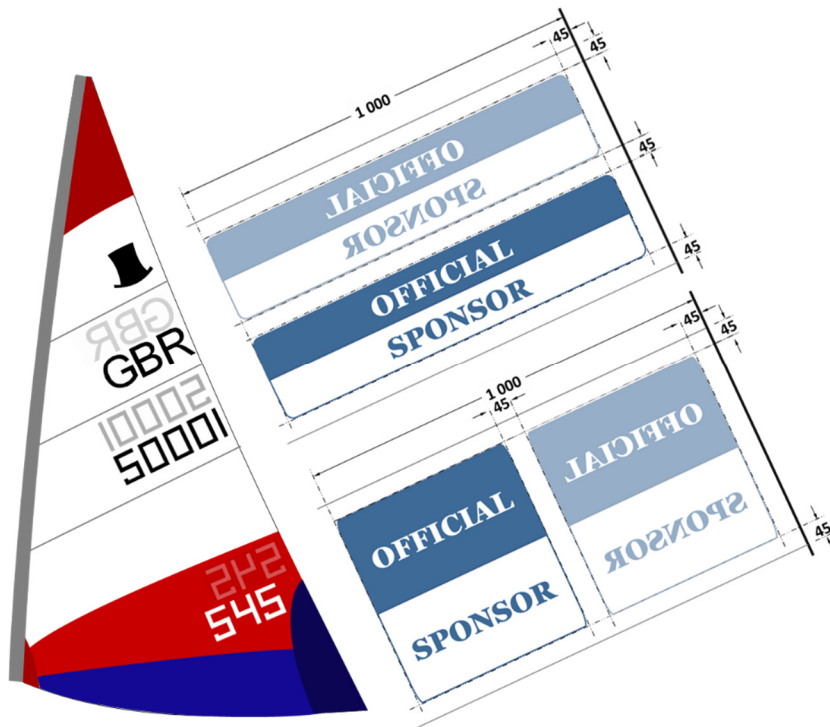 GBR
GBR
50001
50001
545
545
1 000
45
45
OFFICIAL
SPONSOR
45
OFFICIAL
SPONSOR
45
1 000
45
45
45
OFFICIAL
SPONSOR
OFFICIAL
SPONSOR
45